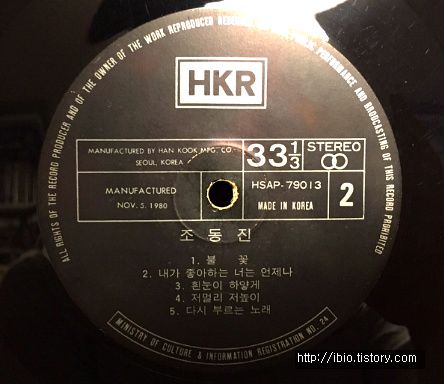 ALL RIGHTS OF THE RECORD PRODUCER AND OF THE OWNER OF THE WORK REPRODUCED RESERVED PUBLIC PERFORMANCE AND BROADCASTING OF THIS RECORD PROHIBITED
HKR
MANUFACTURED BY HAN KOOK MFG. CO.
SEOUL, KOREA
33 1/3
STEREO
MANUFACTURED
NOV. 5. 1980
HSAP-79013
MADE IN KOREA
2
조동진
1. 불 꽃
2. 내가 좋아하는 너는 언제나
3. 흰눈이 하얗게
4. 저멀리 저높이
5. 다시 부르는 노래
MINISTRY OF CULTURE & INFORMATION REGISTRATION NO. 24
http://ibio.tistory.com